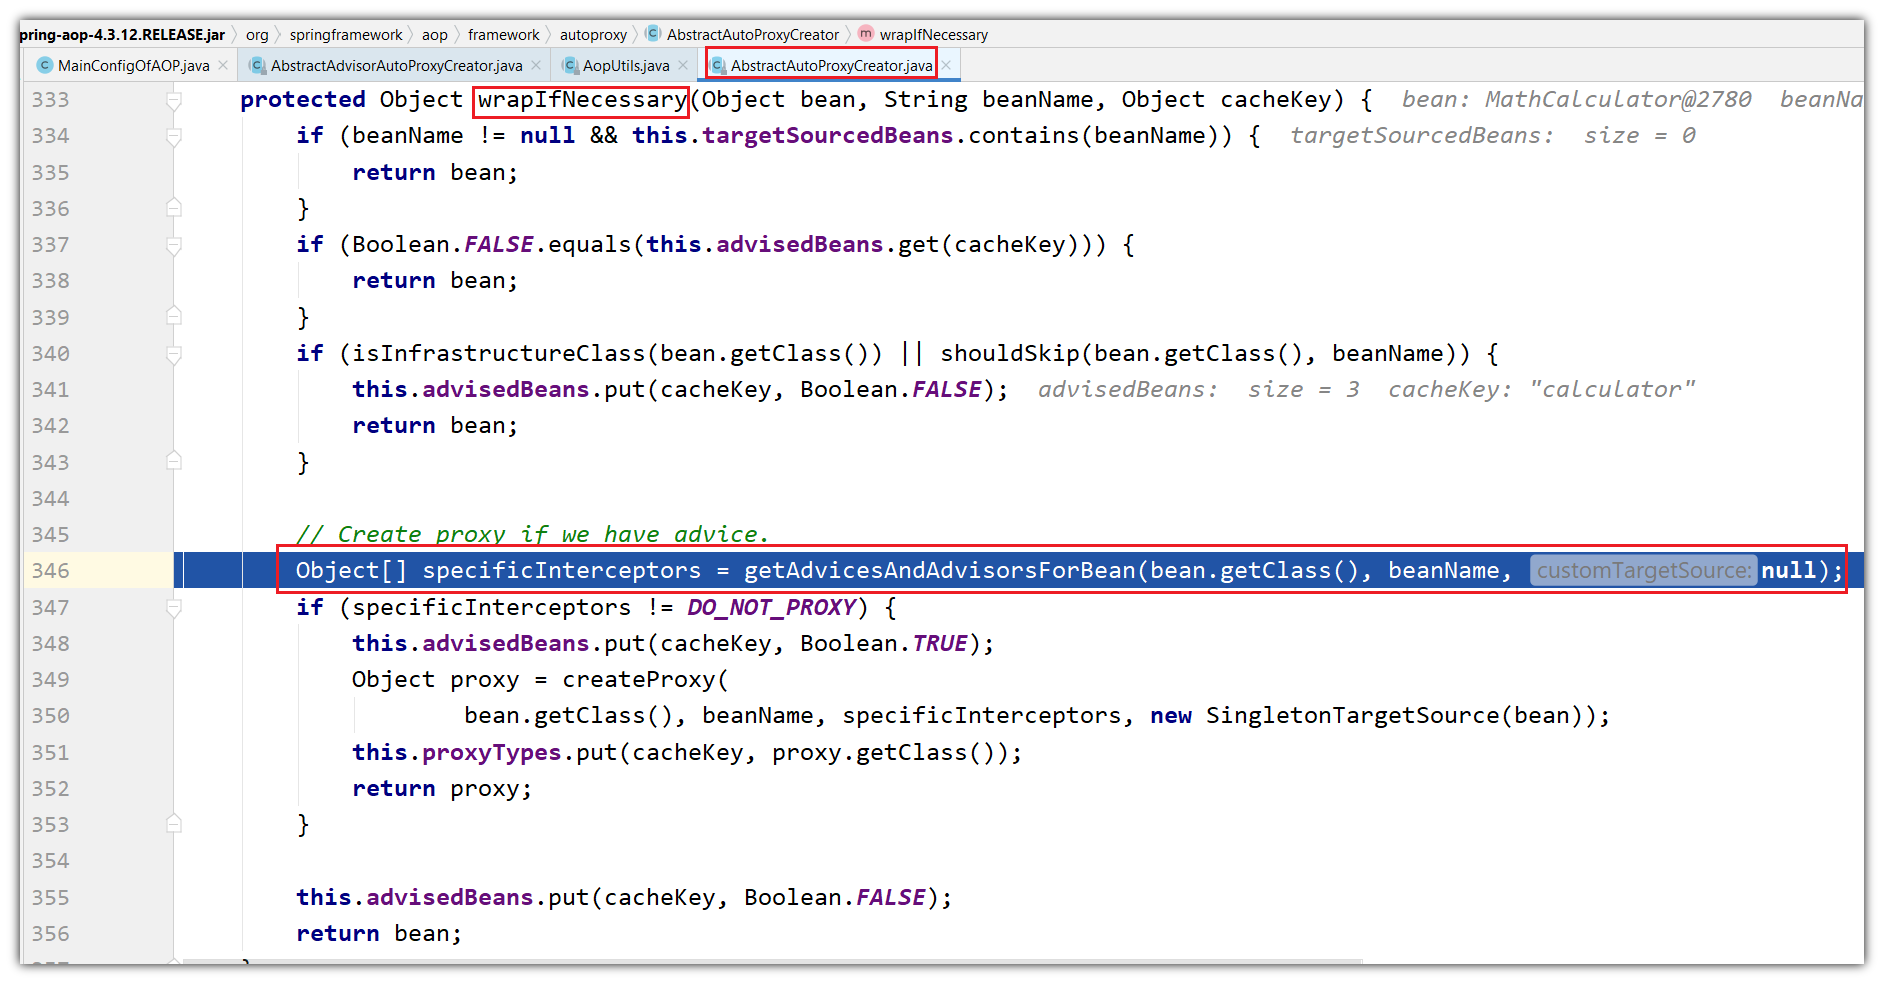 pring-aop-4.3.12.RELEASE.jar org springframework aop framework autoproxy AbstractAutoProxyCreator m wrapIfNecessary
C MainConfigOfAOP.java × C AbstractAdvisorAutoProxyCreator.java × C AopUtils.java × C AbstractAutoProxyCreator.java ×
333 protected Object wrapIfNecessary(Object bean, String beanName, Object cacheKey) { bean: MathCalculator@2780 beanNa
334 if (beanName != null && this.targetSourcedBeans.contains(beanName)) { targetSourcedBeans: size = 0
335 return bean;
336 }
337 if (Boolean.FALSE.equals(this.advisedBeans.get(cacheKey))) {
338 return bean;
339 }
340 if (isInfrastructureClass(bean.getClass()) || shouldSkip(bean.getClass(), beanName)) {
341 this.advisedBeans.put(cacheKey, Boolean.FALSE); advisedBeans: size = 3 cacheKey: "calculator"
342 return bean;
343 }
344
345 // Create proxy if we have advice.
346 Object[] specificInterceptors = getAdvicesAndAdvisorsForBean(bean.getClass(), beanName, customTargetSource: null);
347 if (specificInterceptors != DO_NOT_PROXY) {
348 this.advisedBeans.put(cacheKey, Boolean.TRUE);
349 Object proxy = createProxy(
350 bean.getClass(), beanName, specificInterceptors, new SingletonTargetSource(bean));
351 this.proxyTypes.put(cacheKey, proxy.getClass());
352 return proxy;
353 }
354
355 this.advisedBeans.put(cacheKey, Boolean.FALSE);
356 return bean;